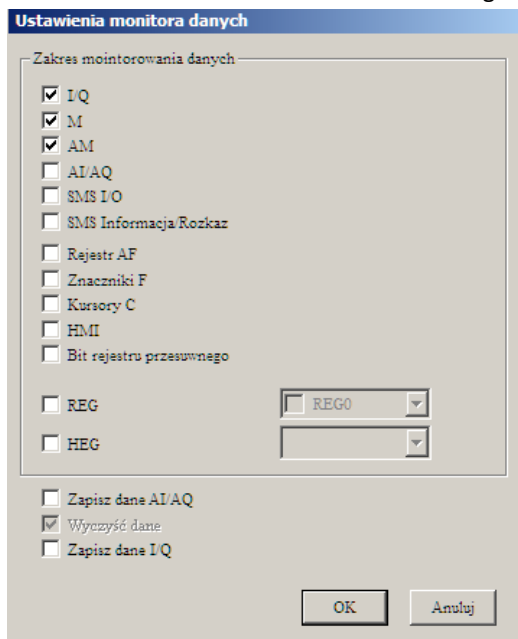 Ustawienia monitora danych
Zakres mointorowania danych
I/Q
M
AM
AI/AQ
SMS I/O
SMS Informacja/Rozkaz
Rejestr AF
Znaczniki F
Kursory C
HMI
Bit rejestru przesuwnego
REG REG0
HEG
Zapisz dane AI/AQ
Wyczyść dane
Zapisz dane I/Q
OK Anuluj